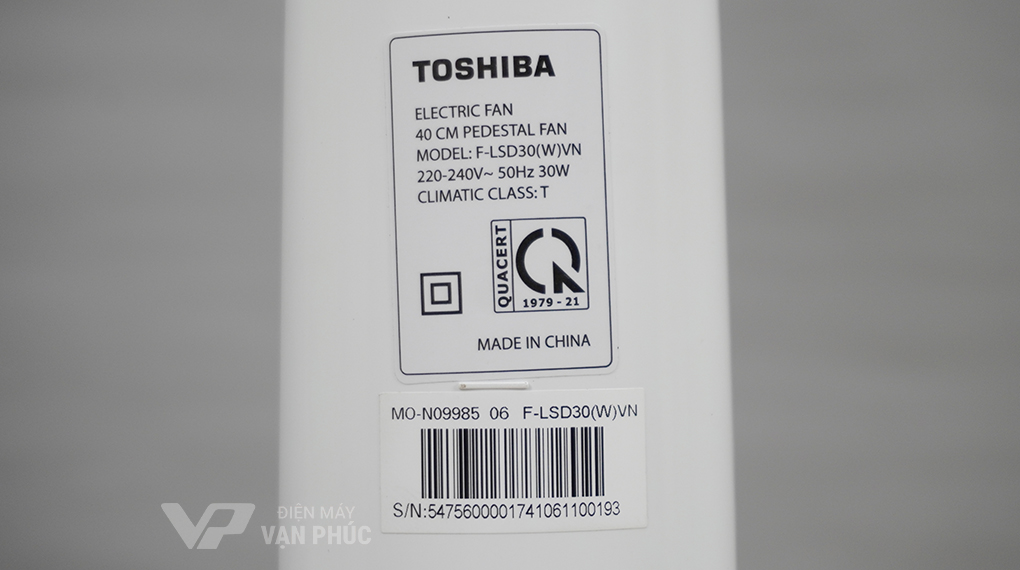 TOSHIBA
ELECTRIC FAN
40 CM PEDESTAL FAN
MODEL: F-LSD30(W)VN
220-240V~ 50Hz 30W
CLIMATIC CLASS: T
QUACERT
1979 - 21
MADE IN CHINA
MO-N09985 06 F-LSD30(W)VN
S/N:5475600001741061100193
VP ĐIỆN MÁY
VẠN PHÚC